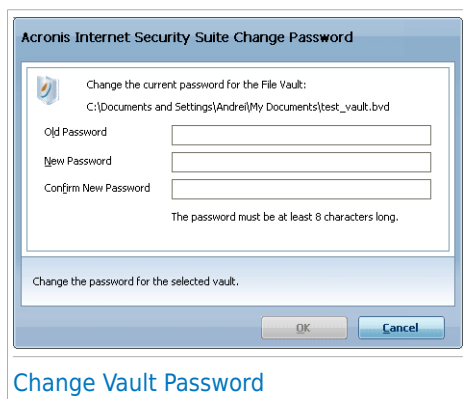 Acronis Internet Security Suite Change Password
Change the current password for the File Vault:
C:\Documents and Settings\Andrei\My Documents\test_vault.bvd
Old Password
New Password
Confirm New Password
The password must be at least 8 characters long.
Change the password for the selected vault.
OK
Cancel
Change Vault Password